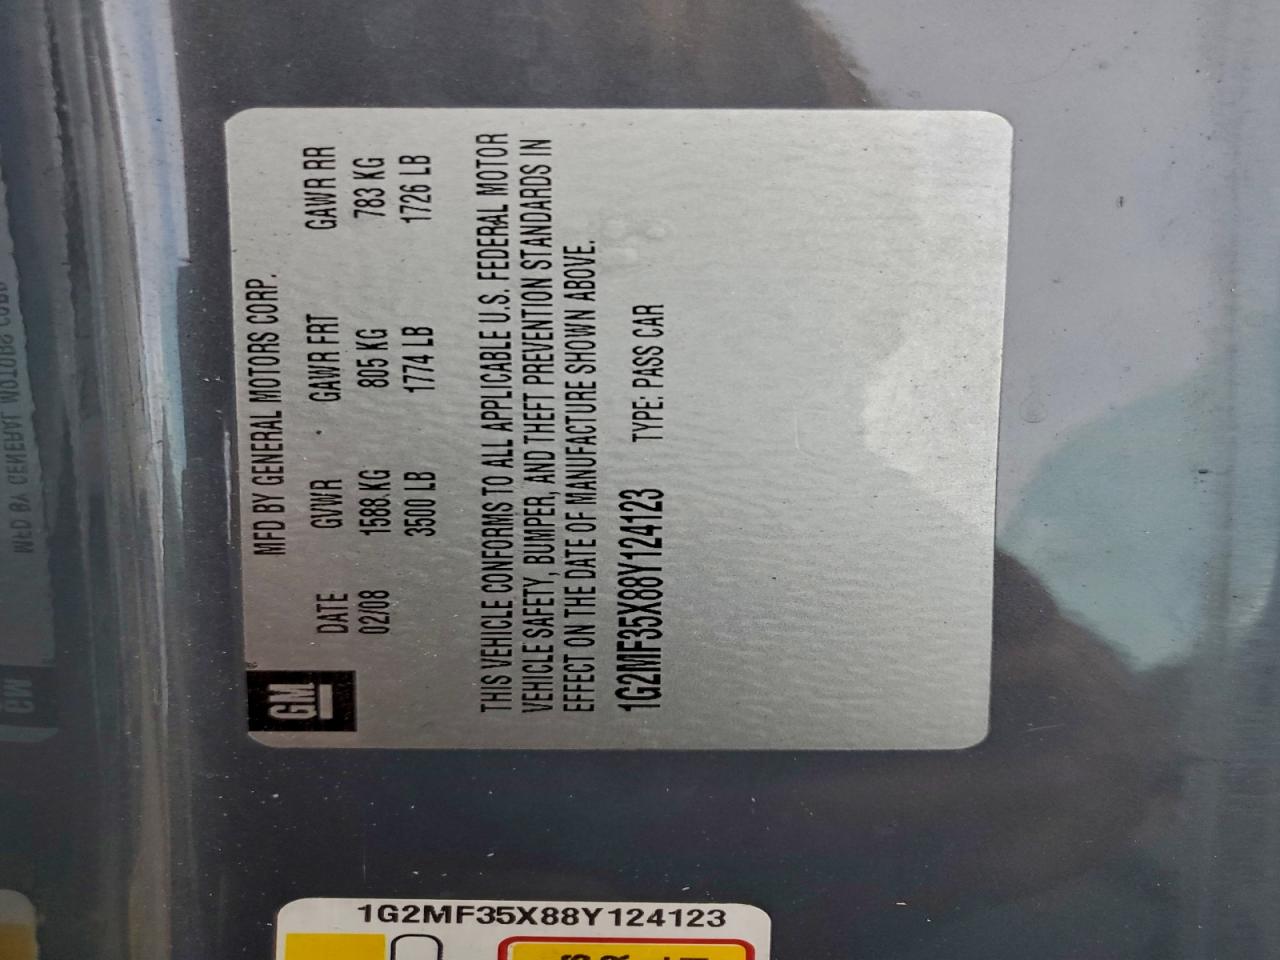 GM
MFD BY GENERAL MOTORS CORP.
DATE GVWR GAWR FRT GAWR RR
02/08 1588 KG 805 KG 783 KG
3500 LB 1774 LB 1726 LB
THIS VEHICLE CONFORMS TO ALL APPLICABLE U.S. FEDERAL MOTOR
VEHICLE SAFETY, BUMPER, AND THEFT PREVENTION STANDARDS IN
EFFECT ON THE DATE OF MANUFACTURE SHOWN ABOVE.
1G2MF35X88Y124123 TYPE: PASS CAR
1G2MF35X88Y124123